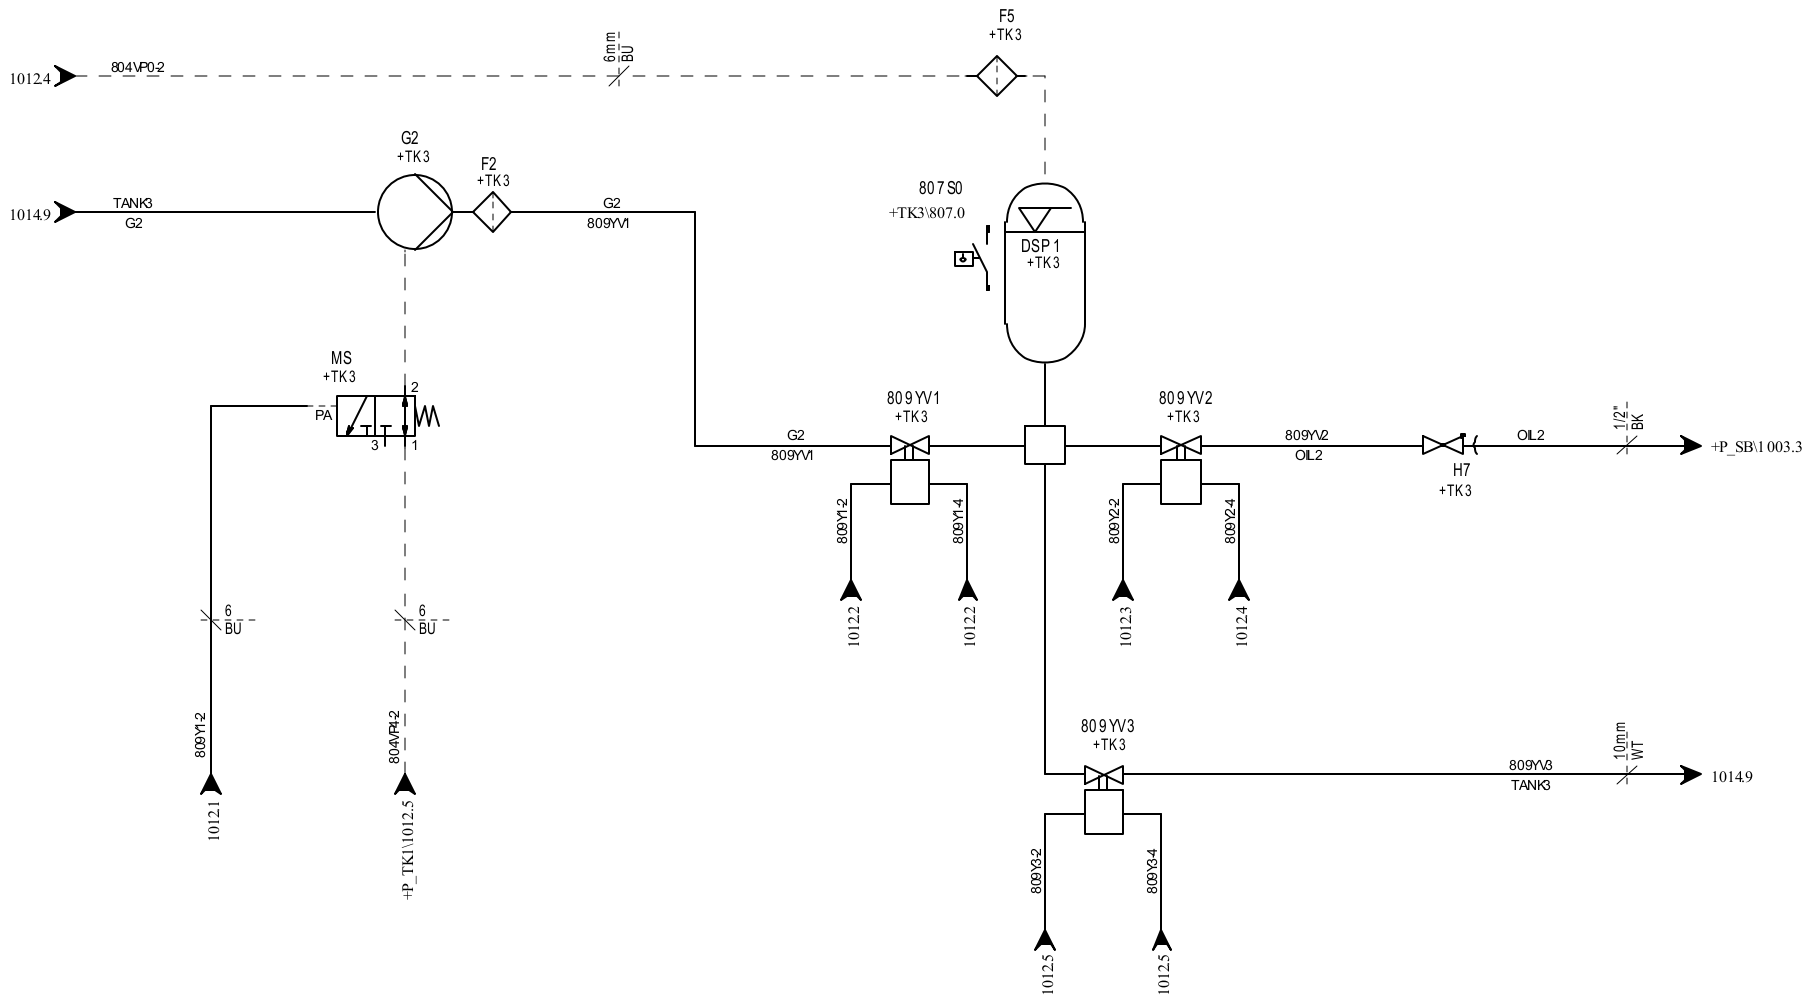 F5
+TK3
6mm
BU
1012.4
804VP0-2
G2
+TK3
F2
+TK3
1014.9
TANK3
G2
G2
809YV1
807S0
+TK3\807.0
DSP1
+TK3
MS
+TK3
2
PA
3
1
809YV1
+TK3
809YV2
+TK3
G2
809YV1
809YV2
OIL2
H7
+TK3
OIL2
1/2"
BK
+P_SB\1003.3
809Y1-2
809Y1-4
809Y2-2
809Y2-4
1012.2
1012.2
1012.3
1012.4
6
BU
6
BU
809Y1-2
804VP4-2
1012.1
+P_TK1\1012.5
809YV3
+TK3
809YV3
TANK3
10mm
WT
1014.9
809Y3-2
809Y3-4
1012.5
1012.5